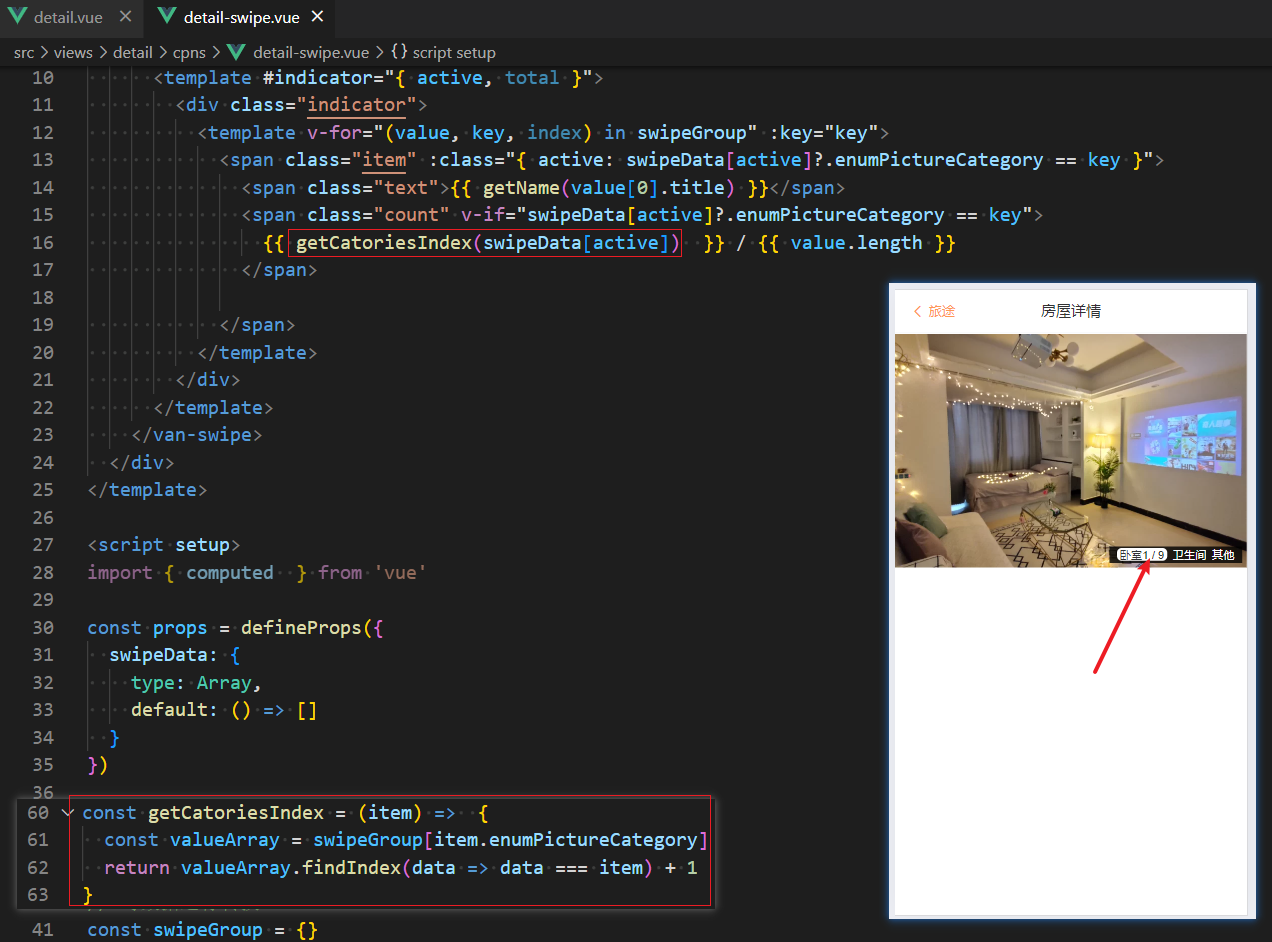 detail.vue
detail-swipe.vue
src > views > detail > cpns > detail-swipe.vue > {} script setup
10 <template #indicator="{ active, total }">
11 <div class="indicator">
12 <template v-for="(value, key, index) in swipeGroup" :key="key">
13 <span class="item" :class="{ active: swipeData[active]?.enumPictureCategory == key }">
14 <span class="text">{{ getName(value[0].title) }}</span>
15 <span class="count" v-if="swipeData[active]?.enumPictureCategory == key">
16 {{ getCatoriesIndex(swipeData[active])  }} / {{ value.length }}
17 </span>
18
19 </span>
20 </template>
21 </div>
22 </template>
23 </van-swipe>
24 </div>
25 </template>
26
27 <script setup>
28 import { computed  } from 'vue'
29
30 const props = defineProps({
31 swipeData: {
32 type: Array,
33 default: () => []
34 }
35 })
36
60 const getCatoriesIndex = (item) => {
61 const valueArray = swipeGroup[item.enumPictureCategory]
62 return valueArray.findIndex(data => data === item) + 1
63 }
41 const swipeGroup = {}
旅途
房屋详情
卧室1 / 9 卫生间 其他